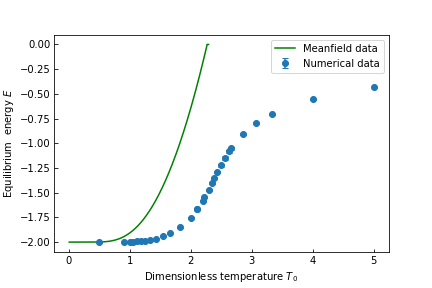 Meanfield data
Numerical data
0.00
−0.25
−0.50
−0.75
−1.00
−1.25
−1.50
−1.75
−2.00
Equilibrium energy E
0 1 2 3 4 5
Dimensionless temperature T₀